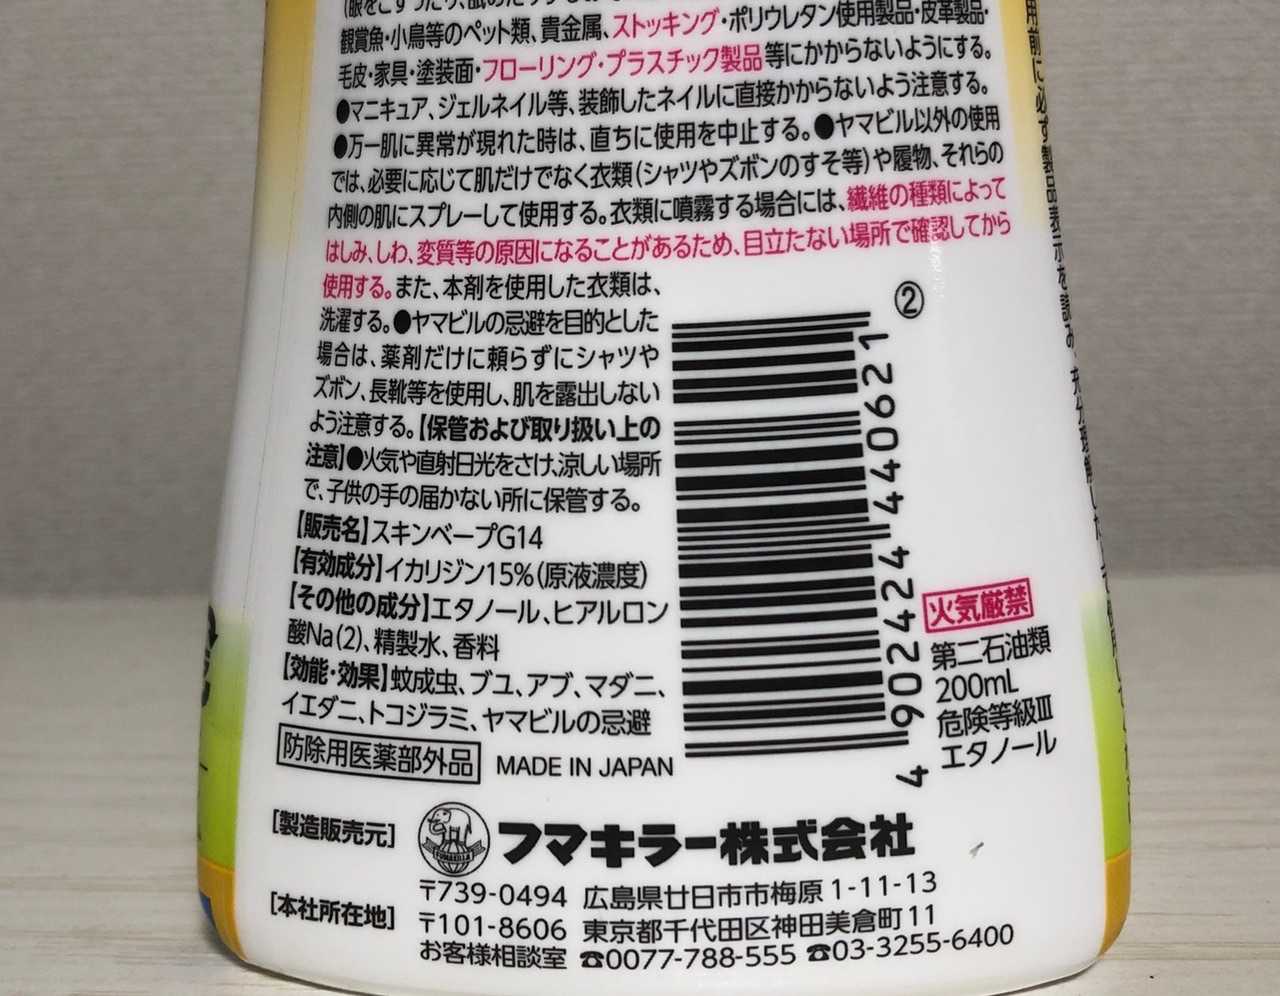 観賞魚・小鳥等のペット類、貴金属、ストッキング・ポリウレタン使用製品・皮革製品・
毛皮・家具・塗装面・フローリング・プラスチック製品等にかからないようにする。
●マニキュア、ジェルネイル等、装飾したネイルに直接かからないよう注意する。
●万一肌に異常が現れた時は、直ちに使用を中止する。●ヤマビル以外の使用
では、必要に応じて肌だけでなく衣類(シャツやズボンのすそ等)や履物、それらの
内側の肌にスプレーして使用する。衣類に噴霧する場合には、繊維の種類によって
はしみ、しわ、変質等の原因になることがあるため、目立たない場所で確認してから
使用する。また、本剤を使用した衣類は、
洗濯する。●ヤマビルの忌避を目的とした
場合は、薬剤だけに頼らずにシャツや
ズボン、長靴等を使用し、肌を露出しない
よう注意する。【保管および取り扱い上の
注意】●火気や直射日光をさけ、涼しい場所
で、子供の手の届かない所に保管する。
【販売名】スキンベープG14
【有効成分】イカリジン15%(原液濃度)
【その他の成分】エタノール、ヒアルロン
酸Na(2)、精製水、香料
【効能・効果】蚊成虫、ブユ、アブ、マダニ、
イエダニ、トコジラミ、ヤマビルの忌避
防除用医薬部外品 MADE IN JAPAN
②
4 902424 440621
火気厳禁
第二石油類
200mL
危険等級Ⅲ
エタノール
[製造販売元] FUMAKILLA フマキラー株式会社
[本社所在地] 〒739-0494 広島県廿日市市梅原1-11-13
〒101-8606 東京都千代田区神田美倉町11
お客様相談室 ☎0077-788-555 ☎03-3255-6400